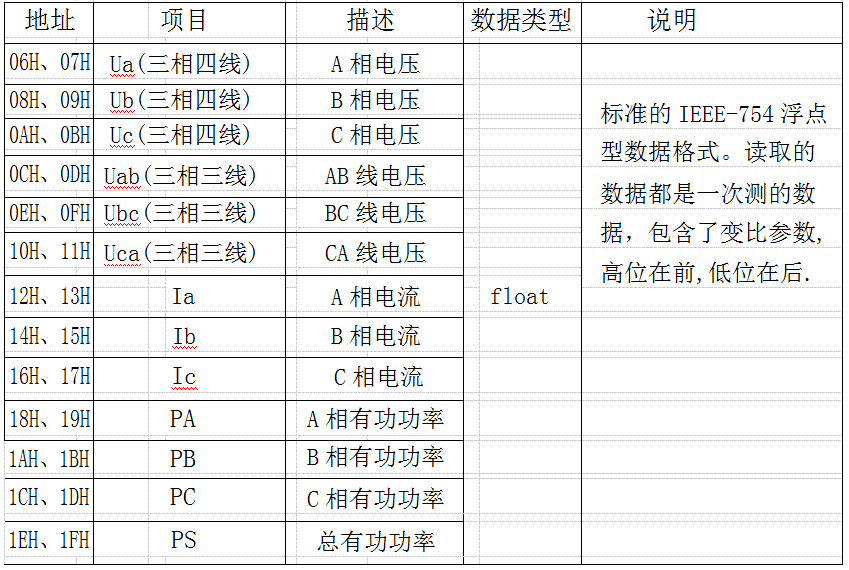 地址 项目 描述 数据类型 说明
06H、07H Ua(三相四线) A 相电压
08H、09H Ub(三相四线) B 相电压
0AH、0BH Uc(三相四线) C 相电压
0CH、0DH Uab(三相三线) AB 线电压
0EH、0FH Ubc(三相三线) BC 线电压
10H、11H Uca(三相三线) CA 线电压
12H、13H Ia A 相电流
14H、15H Ib B 相电流
16H、17H Ic C 相电流
18H、19H PA A 相有功功率
1AH、1BH PB B 相有功功率
1CH、1DH PC C 相有功功率
1EH、1FH PS 总有功功率
float
标准的 IEEE-754 浮点
型数据格式。读取的
数据都是一次测的数
据，包含了变比参数,
高位在前,低位在后.